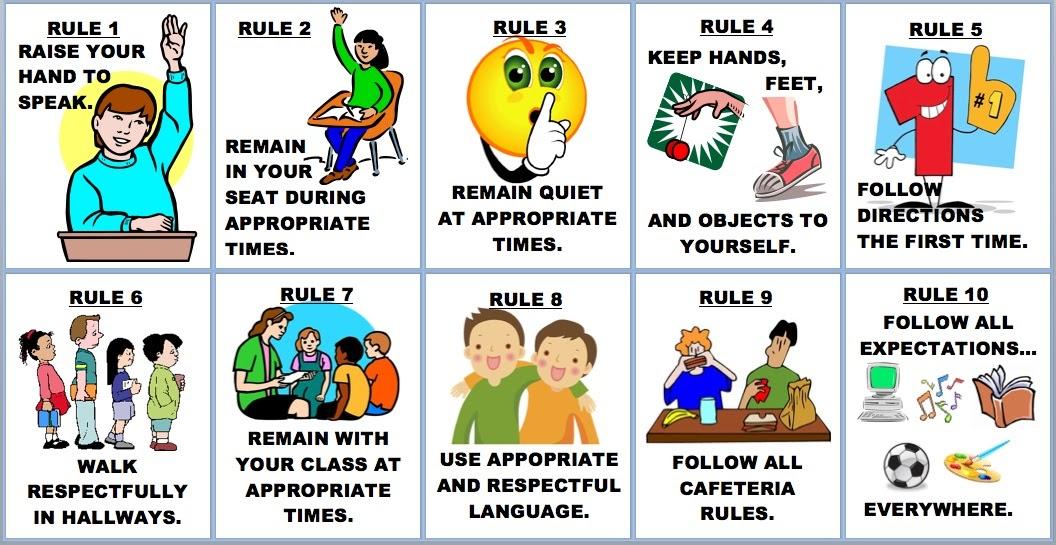 RULE 1
RAISE YOUR
HAND TO
SPEAK.
RULE 2
REMAIN
IN YOUR
SEAT DURING
APPROPRIATE
TIMES.
RULE 3
REMAIN QUIET
AT APPROPRIATE
TIMES.
RULE 4
KEEP HANDS,
FEET,
AND OBJECTS TO
YOURSELF.
RULE 5
#1
FOLLOW
DIRECTIONS
THE FIRST TIME.
RULE 6
WALK
RESPECTFULLY
IN HALLWAYS.
RULE 7
REMAIN WITH
YOUR CLASS AT
APPROPRIATE
TIMES.
RULE 8
USE APPOPRIATE
AND RESPECTFUL
LANGUAGE.
RULE 9
FOLLOW ALL
CAFETERIA
RULES.
RULE 10
FOLLOW ALL
EXPECTATIONS...
EVERYWHERE.